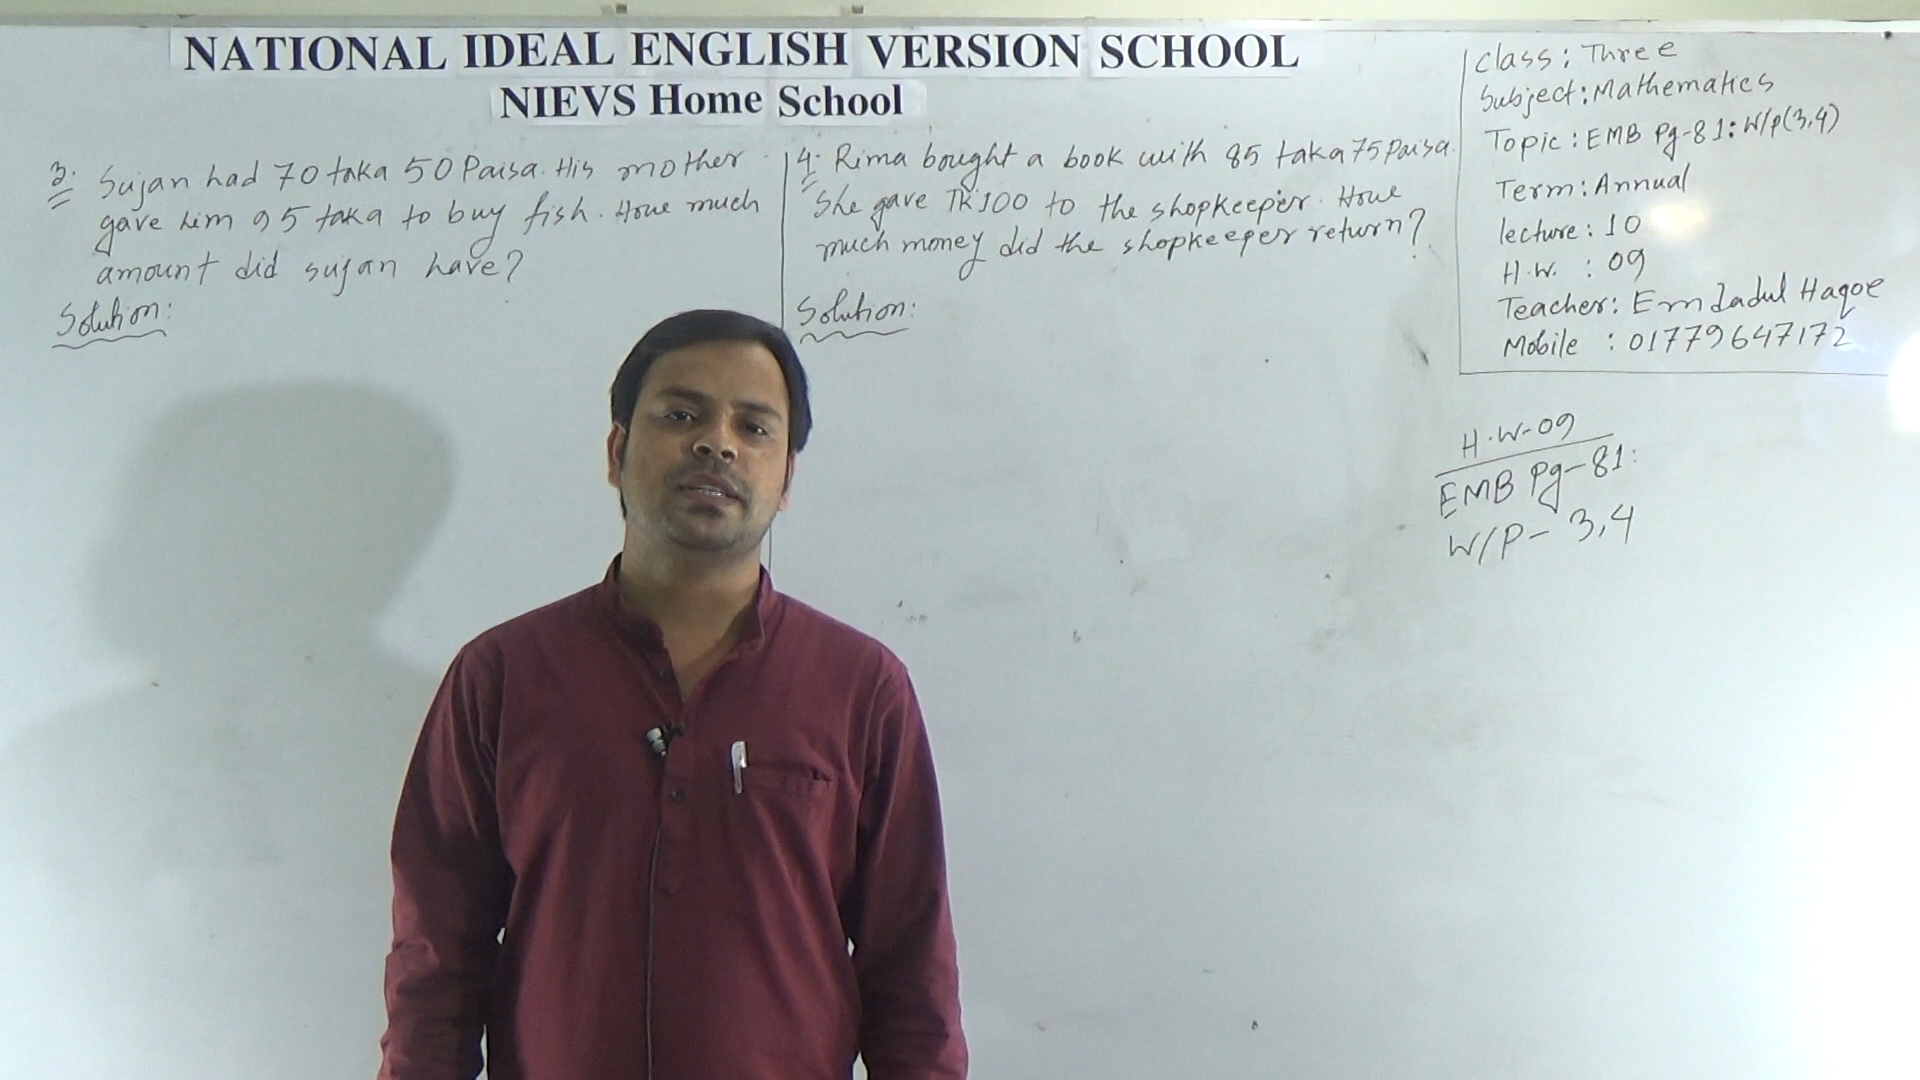 NATIONAL IDEAL ENGLISH VERSION SCHOOL
NIEVS Home School
3. Sujan had 70 taka 50 Paisa. His mother
gave him 95 taka to buy fish. Howe much
amount did sujan have?
Solution:
4. Rima bought a book with 85 taka 75 Paisa.
She gave Tk 100 to the shopkeeper. Howe
much money did the shopkeeper return?
Solution:
Class: Three
Subject: Mathematics
Topic: EMB Pg-81: W/p(3,4)
Term: Annual
lecture: 10
H.W. : 09
Teacher: Emdadul Haqoe
Mobile : 01779647172
H.W-09
EMB Pg-81:
W/P- 3,4